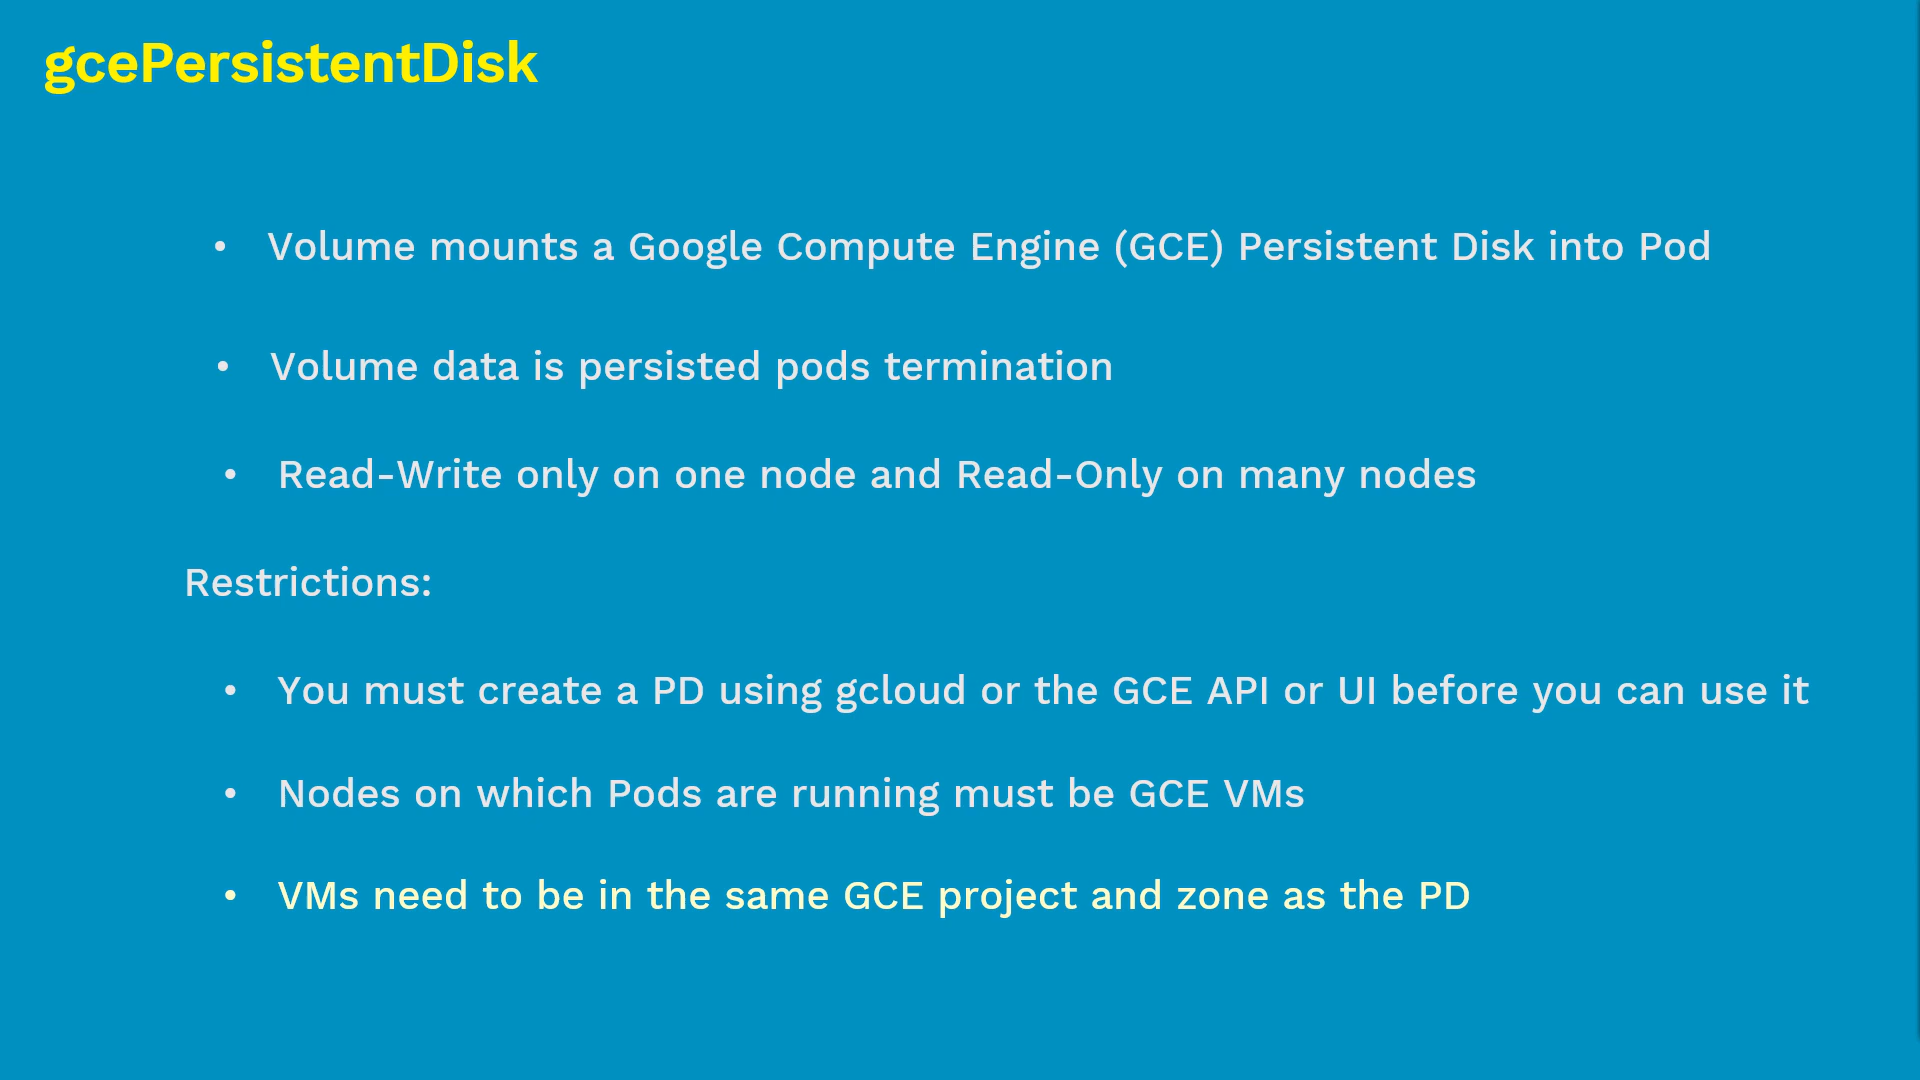 gcePersistentDisk
• Volume mounts a Google Compute Engine (GCE) Persistent Disk into Pod
• Volume data is persisted pods termination
• Read-Write only on one node and Read-Only on many nodes
Restrictions:
• You must create a PD using gcloud or the GCE API or UI before you can use it
• Nodes on which Pods are running must be GCE VMs
• VMs need to be in the same GCE project and zone as the PD